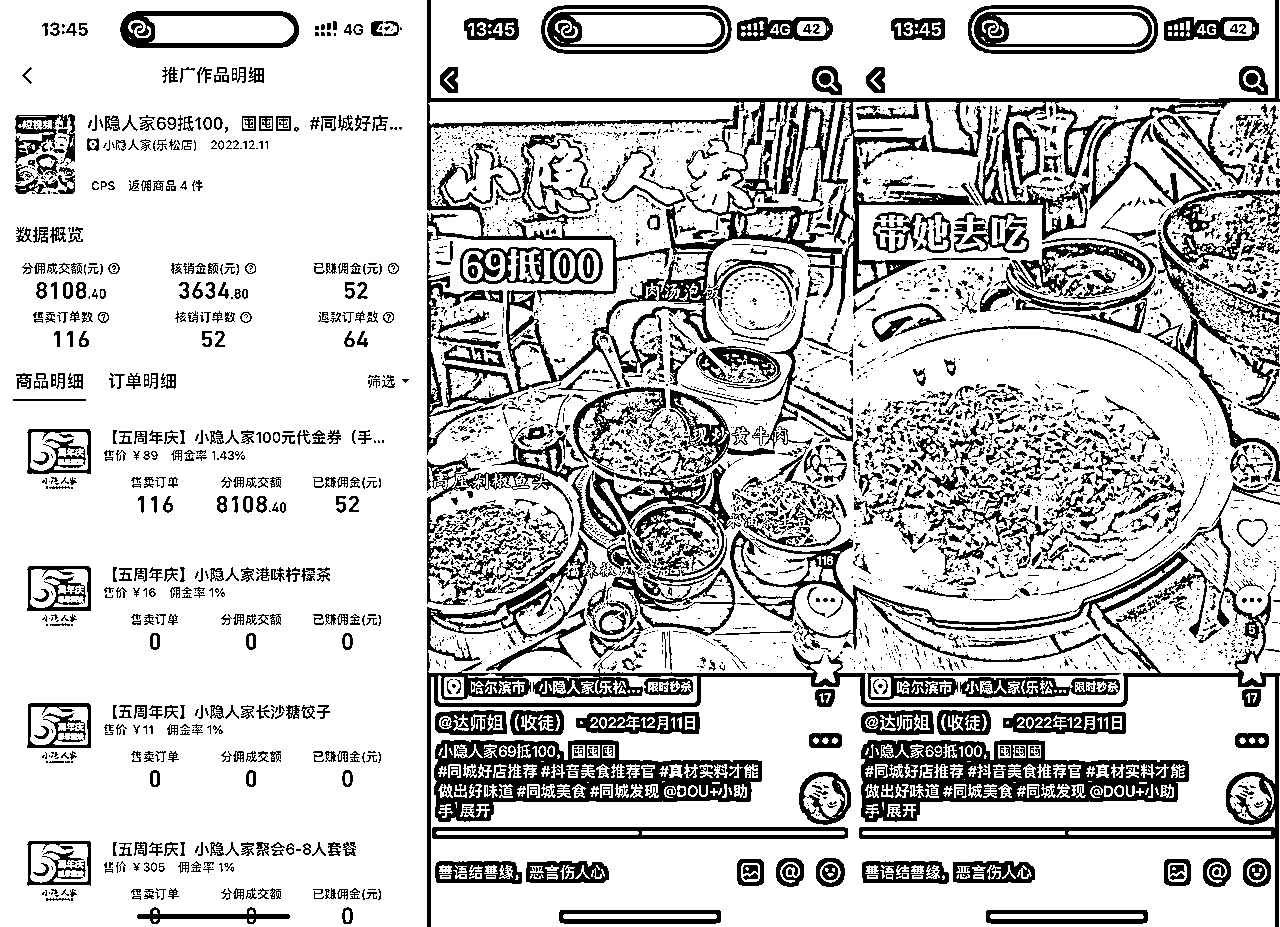 13:45
4G 42
推广作品明细
小隐人家69抵100，囤囤囤。#同城好店...
小隐人家(乐松店) 2022.12.11
CPS 返佣商品 4 件
数据概览
分佣成交额(元) 核销金额(元) 已赚佣金(元)
8108.40 3634.80 52
售卖订单数 核销订单数 退款订单数
116 52 64
商品明细 订单明细 筛选
【五周年庆】小隐人家100元代金券（手...
售价 ¥89 佣金率 1.43%
售卖订单 分佣成交额 已赚佣金(元)
116 8108.40 52
【五周年庆】小隐人家港味柠檬茶
售价 ¥16 佣金率 1%
售卖订单 分佣成交额 已赚佣金(元)
0 0 0
【五周年庆】小隐人家长沙糖饺子
售价 ¥11 佣金率 1%
售卖订单 分佣成交额 已赚佣金(元)
0 0 0
【五周年庆】小隐人家聚会6-8人套餐
售价 ¥305 佣金率 1%
售卖订单 分佣成交额 已赚佣金(元)
0 0 0
13:45
4G 42
小隐人家
69抵100
高压剁椒鱼头
116
哈尔滨市 小隐人家(乐松... 限时秒杀
17
@达师姐（收徒） · 2022年12月11日
小隐人家69抵100，囤囤囤
#同城好店推荐 #抖音美食推荐官 #真材实料才能
做出好味道 #同城美食 #同城发现 @DOU+小助
手 展开
善语结善缘，恶言伤人心
13:45
4G 42
带她去吃
哈尔滨市 小隐人家(乐松... 限时秒杀
17
@达师姐（收徒） · 2022年12月11日
小隐人家69抵100，囤囤囤
#同城好店推荐 #抖音美食推荐官 #真材实料才能
做出好味道 #同城美食 #同城发现 @DOU+小助
手 展开
善语结善缘，恶言伤人心